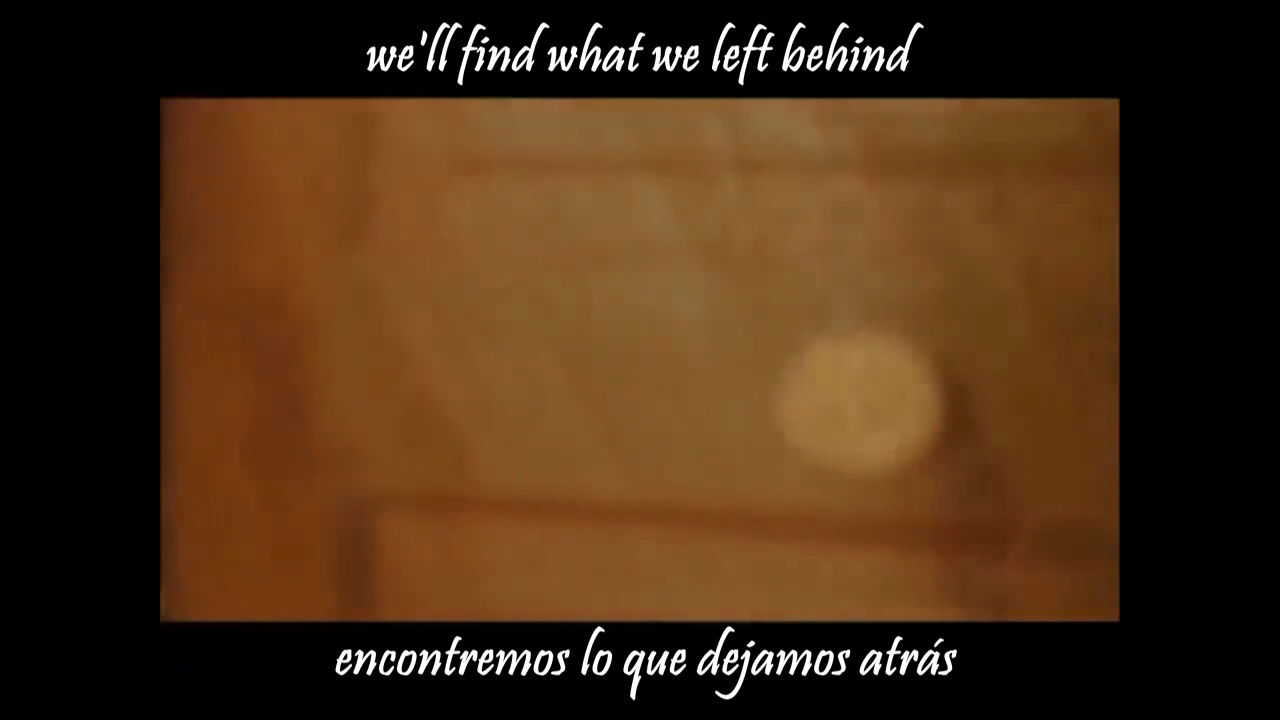 we'll find what we left behind
encontremos lo que dejamos atrás